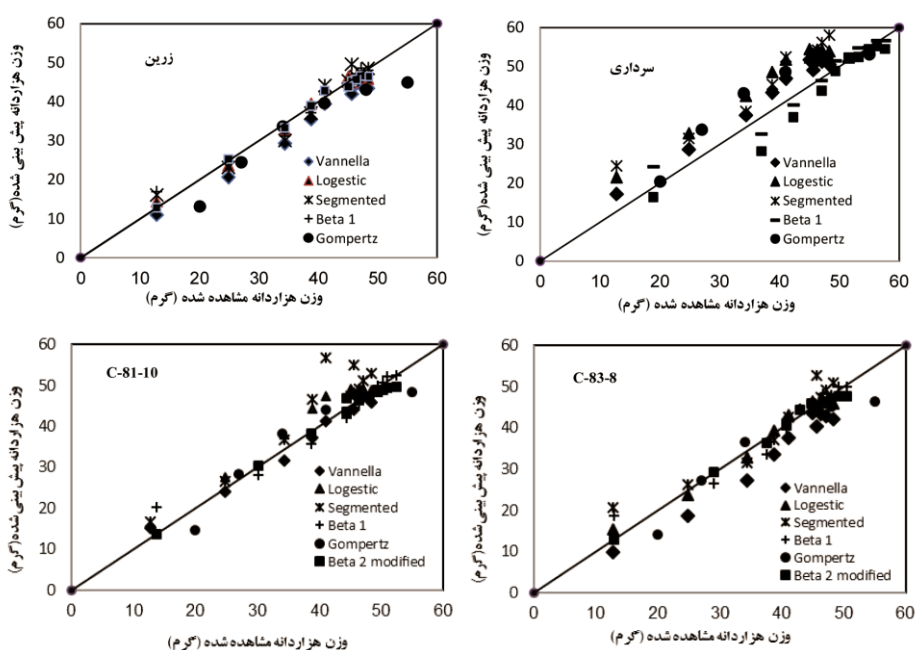 زرین
60
50
40
30
20
10
0
0 10 20 30 40 50 60
وزن هزاردانه پیش بینی شده (گرم)
وزن هزاردانه مشاهده شده (گرم)
Vannella
Logestic
Segmented
Beta 1
Gompertz
سرداری
60
50
40
30
20
10
0
0 10 20 30 40 50 60
وزن هزاردانه پیش بینی شده (گرم)
وزن هزاردانه مشاهده شده (گرم)
Vannella
Logestic
Segmented
Beta 1
Gompertz
C-81-10
60
50
40
30
20
10
0
0 10 20 30 40 50 60
وزن هزاردانه پیش بینی شده (گرم)
وزن هزاردانه مشاهده شده (گرم)
Vannella
Logestic
Segmented
Beta 1
Gompertz
Beta 2 modified
C-83-8
60
50
40
30
20
10
0
0 10 20 30 40 50 60
وزن هزاردانه پیش بینی شده (گرم)
وزن هزاردانه مشاهده شده (گرم)
Vannella
Logestic
Segmented
Beta 1
Gompertz
Beta 2 modified